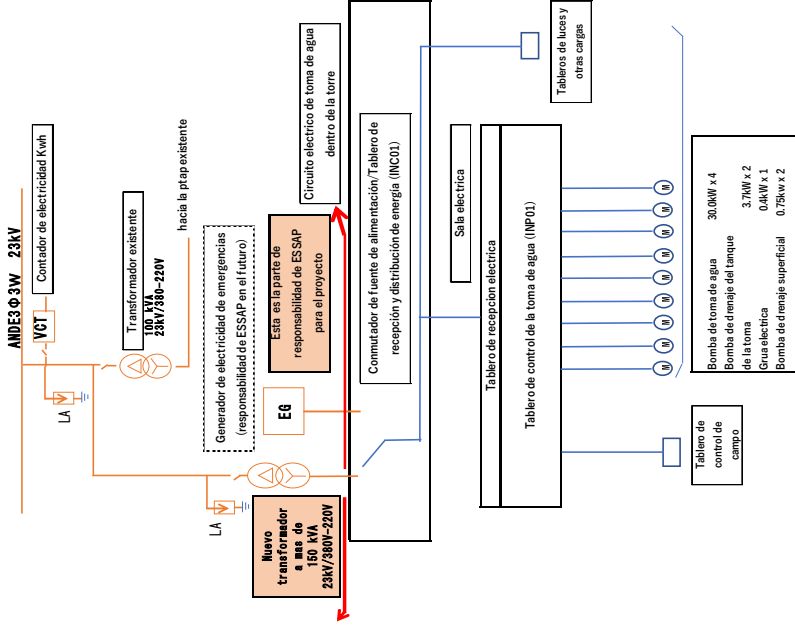 ANDE3Φ3W 23kV
Contador de electricidad Kwh
VCT
LA
Transformador existente
100 kVA
23kV/380-220V
hacia la ptap existente
Generador de electricidad de emergencias
(responsabilidad de ESSAP en el futuro)
EG
LA
Nuevo
transformador
a mas de
150 kVA
23kV/380V-220V
Esta es la parte de
responsabilidad de ESSAP
para el proyecto
Circuito electrico de toma de agua
dentro de la torre
Conmutador de fuente de alimentación/Tablero de
recepción y distribución de energía (INC01)
Sala electrica
Tableros de luces y
otras cargas
Tablero de recepcion electrica
Tablero de control de la toma de agua (INP01)
M
M
M
M
M
M
M
M
M
Tablero de
control de
campo
Bomba de toma de agua 30.0kW x 4
Bomba de drenaje del tanque
de la toma 3.7kW x 2
Grua electrica 0.4kW x 1
Bomba de drenaje superficial 0.75kw x 2